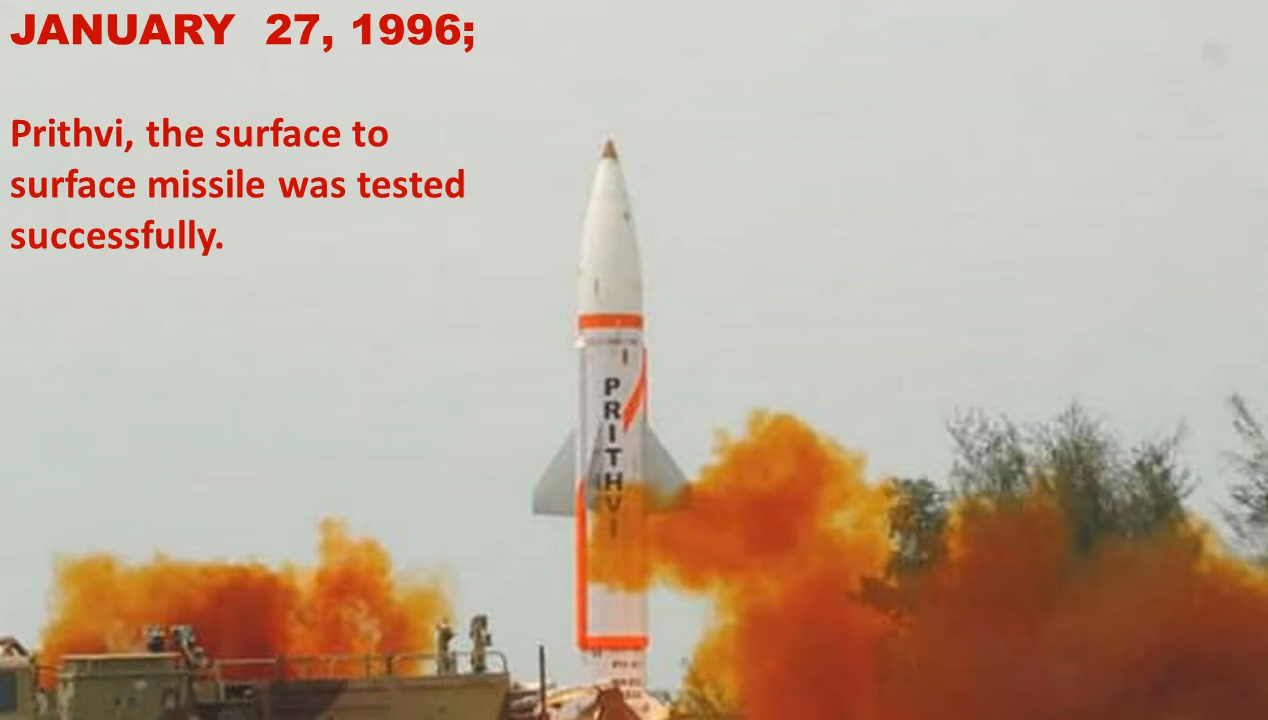 JANUARY 27, 1996;
Prithvi, the surface to
surface missile was tested
successfully.
PRITHVI